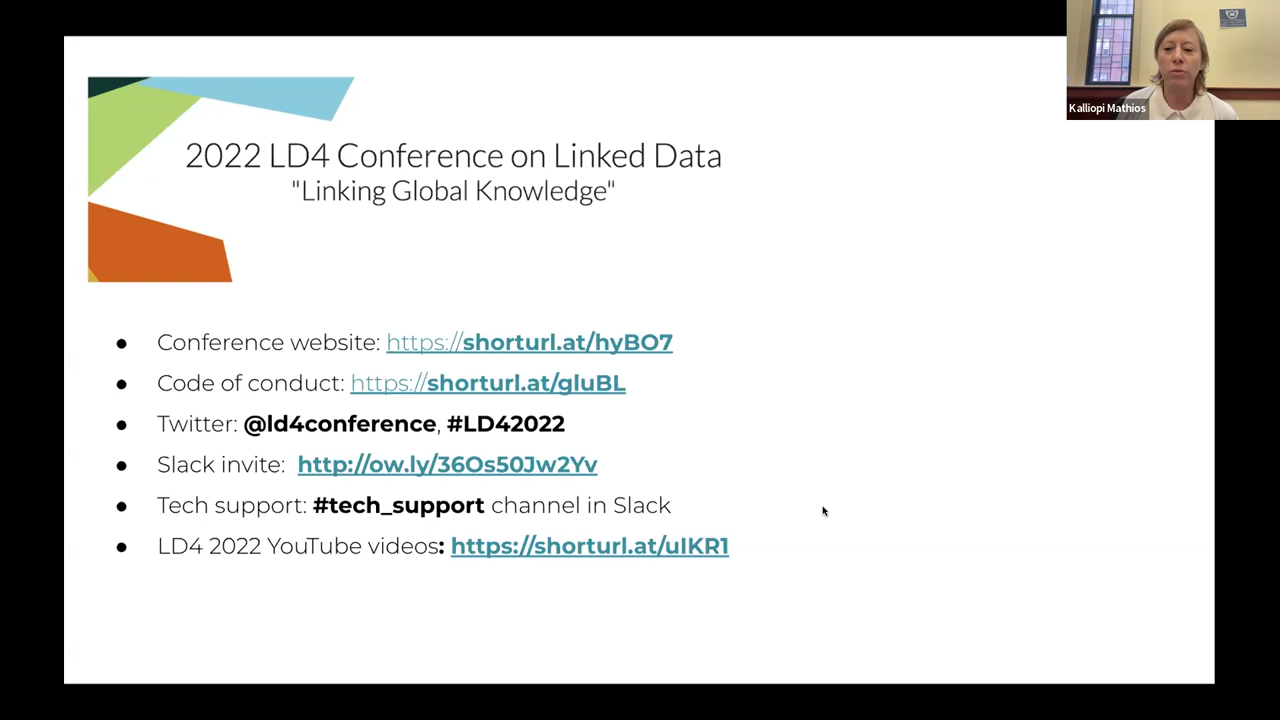 Kalliopi Mathios
2022 LD4 Conference on Linked Data
"Linking Global Knowledge"
● Conference website: https://shorturl.at/hyBO7
● Code of conduct: https://shorturl.at/gluBL
● Twitter: @ld4conference, #LD42022
● Slack invite: http://ow.ly/36Os50Jw2Yv
● Tech support: #tech_support channel in Slack
● LD4 2022 YouTube videos: https://shorturl.at/uIKR1